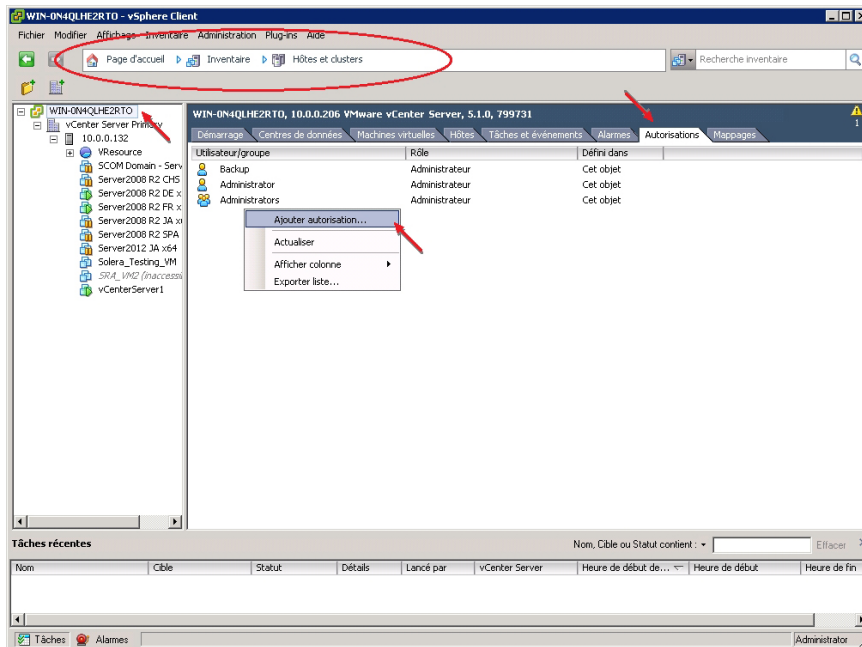 WIN-0N4QLHE2RTO - vSphere Client
Fichier Modifier Affichage Inventaire Administration Plug-ins Aide
Page d'accueil Inventaire Hôtes et clusters Recherche inventaire
WIN-0N4QLHE2RTO
vCenter Server Primary
10.0.0.132
VResource
SCOM Domain - Serv
Server2008 R2 CHS
Server2008 R2 DE x
Server2008 R2 FR x
Server2008 R2 JA x
Server2008 R2 SPA
Server2012 JA x64
Solera_Testing_VM
SRA_VM2 (inaccessi
vCenterServer1
WIN-0N4QLHE2RTO, 10.0.0.206 VMware vCenter Server, 5.1.0, 799731
1
Démarrage Centres de données Machines virtuelles Hôtes Tâches et événements Alarmes Autorisations Mappages
Utilisateur/groupe Rôle Défini dans
Backup Administrateur Cet objet
Administrator Administrateur Cet objet
Administrators Administrateur Cet objet
Ajouter autorisation...
Actualiser
Afficher colonne
Exporter liste...
Tâches récentes Nom, Cible ou Statut contient : Effacer
Nom Cible Statut Détails Lancé par vCenter Server Heure de début de... Heure de début Heure de fin
Tâches Alarmes Administrator